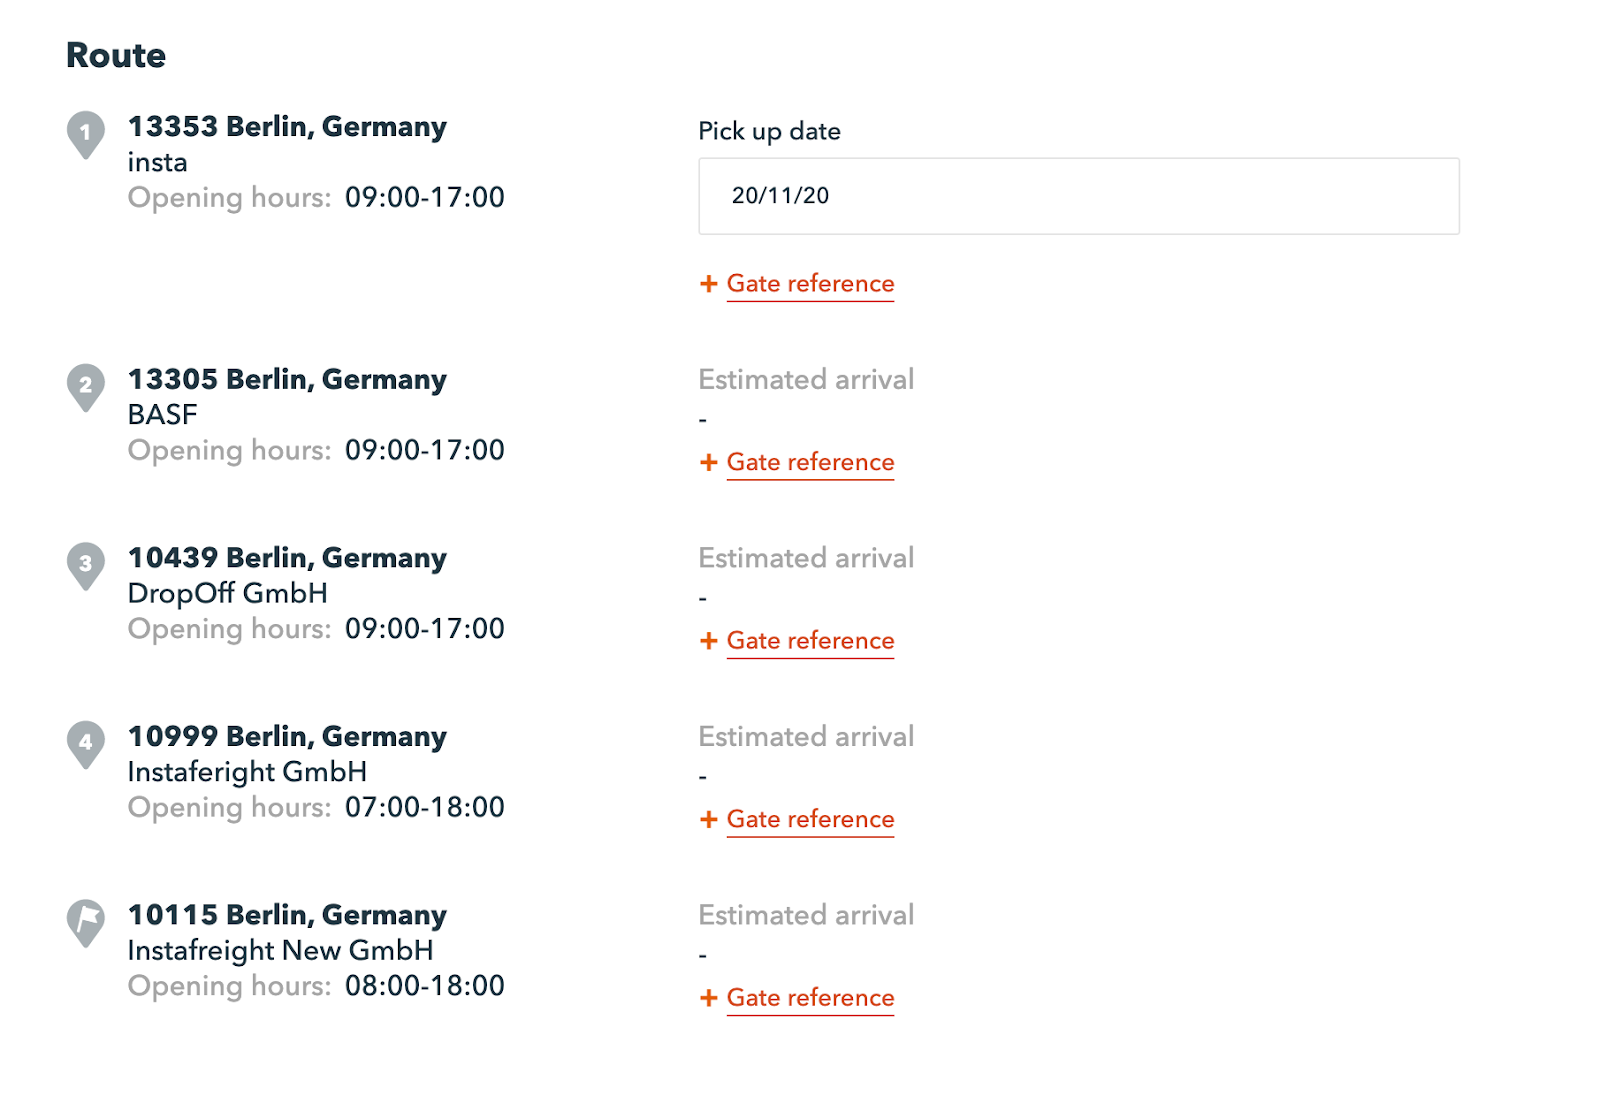 Route
1
13353 Berlin, Germany
insta
Opening hours: 09:00-17:00
Pick up date
20/11/20
+ Gate reference
2
13305 Berlin, Germany
BASF
Opening hours: 09:00-17:00
Estimated arrival
-
+ Gate reference
3
10439 Berlin, Germany
DropOff GmbH
Opening hours: 09:00-17:00
Estimated arrival
-
+ Gate reference
4
10999 Berlin, Germany
Instaferight GmbH
Opening hours: 07:00-18:00
Estimated arrival
-
+ Gate reference
10115 Berlin, Germany
Instafreight New GmbH
Opening hours: 08:00-18:00
Estimated arrival
-
+ Gate reference